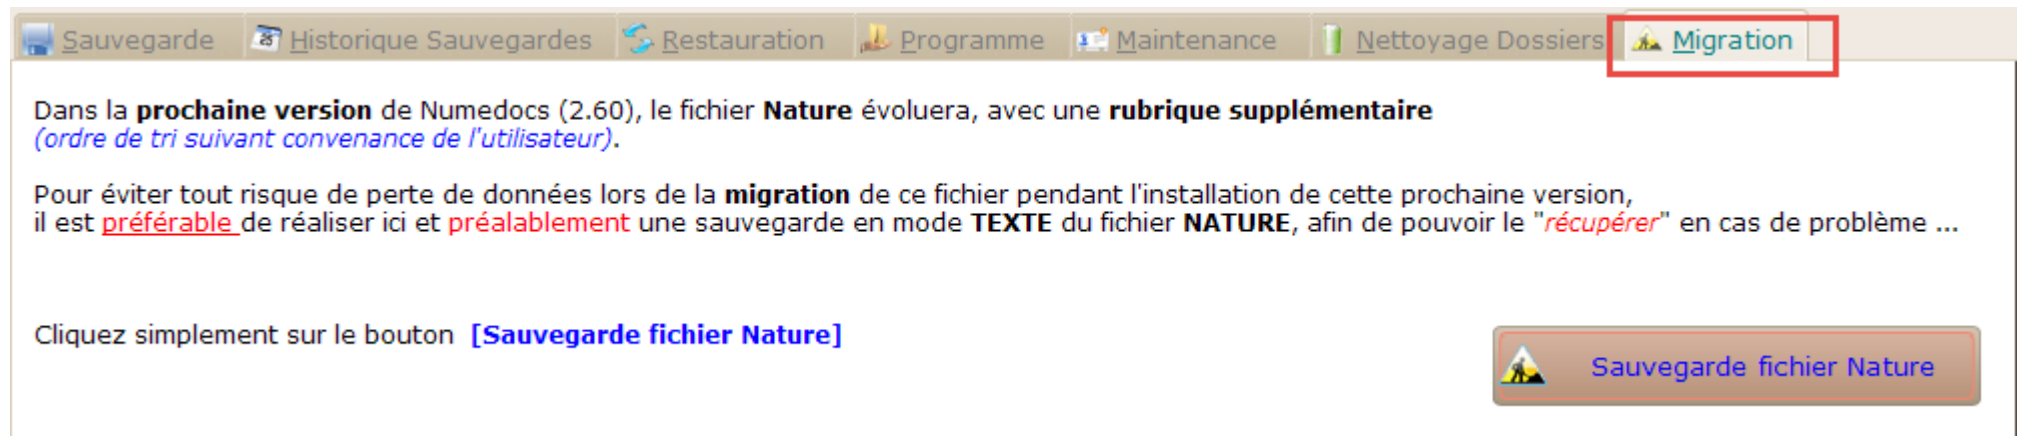 Sauvegarde Historique Sauvegardes Restauration Programme Maintenance Nettoyage Dossiers Migration
Dans la prochaine version de Numedocs (2.60), le fichier Nature évoluera, avec une rubrique supplémentaire
(ordre de tri suivant convenance de l'utilisateur).
Pour éviter tout risque de perte de données lors de la migration de ce fichier pendant l'installation de cette prochaine version,
il est préférable de réaliser ici et préalablement une sauvegarde en mode TEXTE du fichier NATURE, afin de pouvoir le "récupérer" en cas de problème ...
Cliquez simplement sur le bouton [Sauvegarde fichier Nature]
Sauvegarde fichier Nature